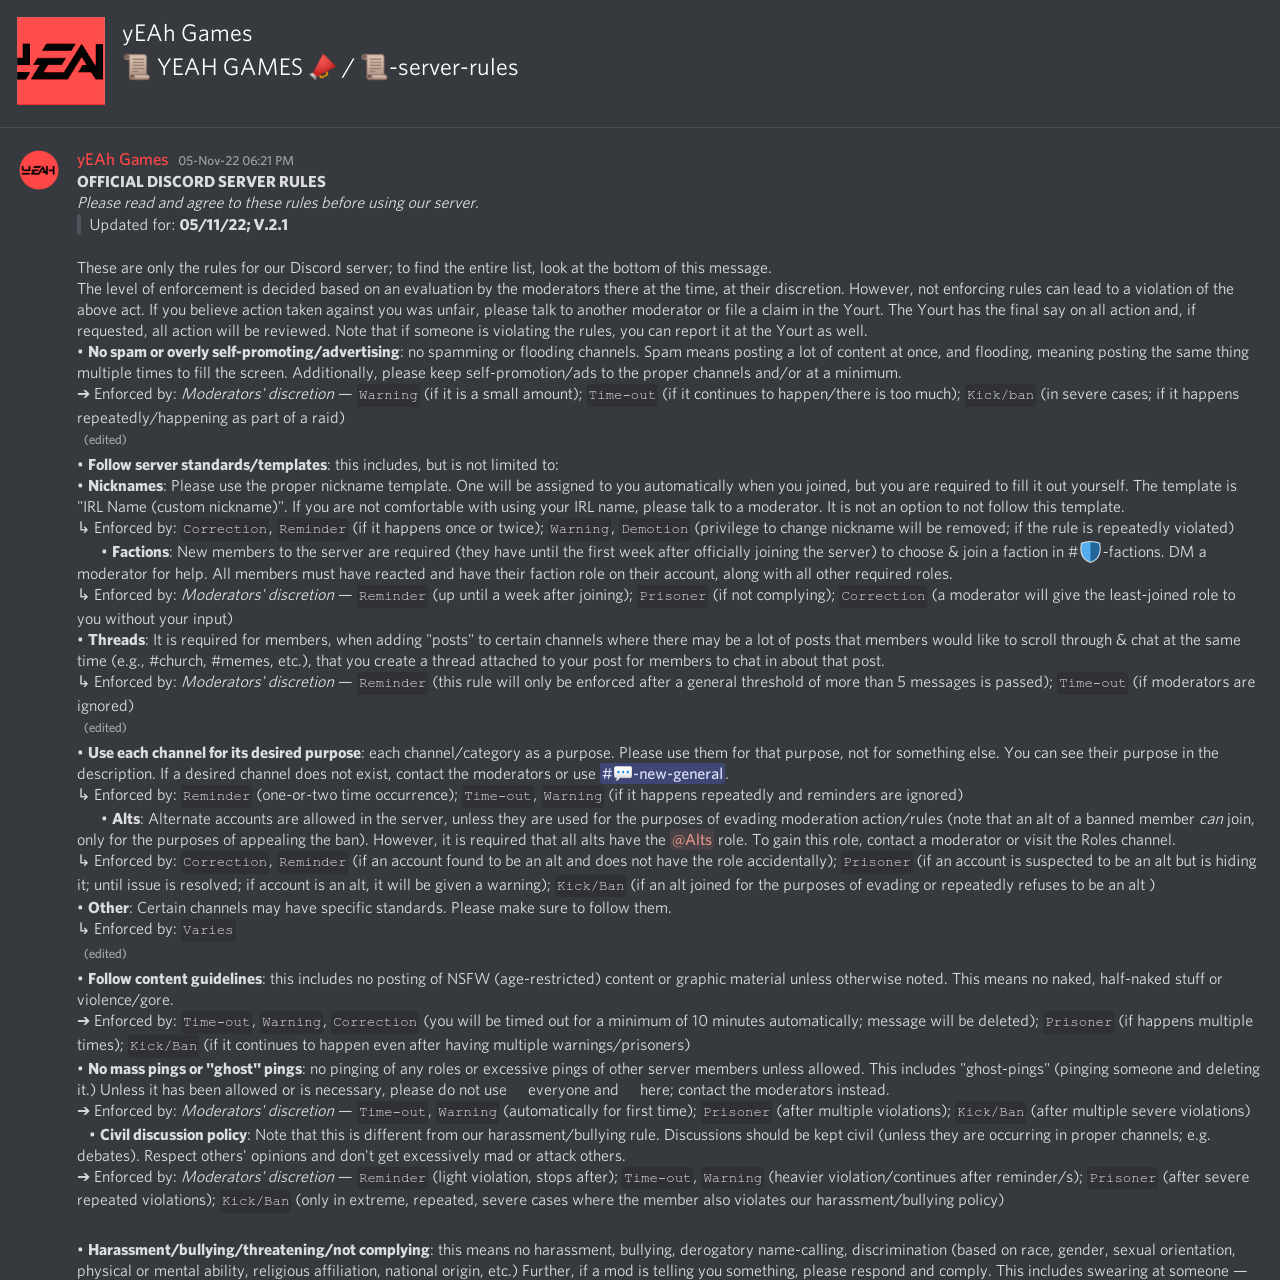 yEAh Games
📜 YEAH GAMES 📣 / 📜-server-rules
YEAH
yEAh Games 05-Nov-22 06:21 PM
OFFICIAL DISCORD SERVER RULES
Please read and agree to these rules before using our server.
Updated for: 05/11/22; V.2.1
These are only the rules for our Discord server; to find the entire list, look at the bottom of this message.
The level of enforcement is decided based on an evaluation by the moderators there at the time, at their discretion. However, not enforcing rules can lead to a violation of the
above act. If you believe action taken against you was unfair, please talk to another moderator or file a claim in the Yourt. The Yourt has the final say on all action and, if
requested, all action will be reviewed. Note that if someone is violating the rules, you can report it at the Yourt as well.
• No spam or overly self-promoting/advertising: no spamming or flooding channels. Spam means posting a lot of content at once, and flooding, meaning posting the same thing
multiple times to fill the screen. Additionally, please keep self-promotion/ads to the proper channels and/or at a minimum.
➔ Enforced by: Moderators' discretion — Warning (if it is a small amount); Time-out (if it continues to happen/there is too much); Kick/ban (in severe cases; if it happens
repeatedly/happening as part of a raid)
(edited)
• Follow server standards/templates: this includes, but is not limited to:
• Nicknames: Please use the proper nickname template. One will be assigned to you automatically when you joined, but you are required to fill it out yourself. The template is
"IRL Name (custom nickname)". If you are not comfortable with using your IRL name, please talk to a moderator. It is not an option to not follow this template.
↳ Enforced by: Correction, Reminder (if it happens once or twice); Warning, Demotion (privilege to change nickname will be removed; if the rule is repeatedly violated)
• Factions: New members to the server are required (they have until the first week after officially joining the server) to choose & join a faction in #🛡️-factions. DM a
moderator for help. All members must have reacted and have their faction role on their account, along with all other required roles.
↳ Enforced by: Moderators' discretion — Reminder (up until a week after joining); Prisoner (if not complying); Correction (a moderator will give the least-joined role to
you without your input)
• Threads: It is required for members, when adding "posts" to certain channels where there may be a lot of posts that members would like to scroll through & chat at the same
time (e.g., #church, #memes, etc.), that you create a thread attached to your post for members to chat in about that post.
↳ Enforced by: Moderators' discretion — Reminder (this rule will only be enforced after a general threshold of more than 5 messages is passed); Time-out (if moderators are
ignored)
(edited)
• Use each channel for its desired purpose: each channel/category as a purpose. Please use them for that purpose, not for something else. You can see their purpose in the
description. If a desired channel does not exist, contact the moderators or use #💬-new-general.
↳ Enforced by: Reminder (one-or-two time occurrence); Time-out, Warning (if it happens repeatedly and reminders are ignored)
• Alts: Alternate accounts are allowed in the server, unless they are used for the purposes of evading moderation action/rules (note that an alt of a banned member can join,
only for the purposes of appealing the ban). However, it is required that all alts have the @Alts role. To gain this role, contact a moderator or visit the Roles channel.
↳ Enforced by: Correction, Reminder (if an account found to be an alt and does not have the role accidentally); Prisoner (if an account is suspected to be an alt but is hiding
it; until issue is resolved; if account is an alt, it will be given a warning); Kick/Ban (if an alt joined for the purposes of evading or repeatedly refuses to be an alt )
• Other: Certain channels may have specific standards. Please make sure to follow them.
↳ Enforced by: Varies
(edited)
• Follow content guidelines: this includes no posting of NSFW (age-restricted) content or graphic material unless otherwise noted. This means no naked, half-naked stuff or
violence/gore.
➔ Enforced by: Time-out, Warning, Correction (you will be timed out for a minimum of 10 minutes automatically; message will be deleted); Prisoner (if happens multiple
times); Kick/Ban (if it continues to happen even after having multiple warnings/prisoners)
• No mass pings or "ghost" pings: no pinging of any roles or excessive pings of other server members unless allowed. This includes "ghost-pings" (pinging someone and deleting
it.) Unless it has been allowed or is necessary, please do not use everyone and here; contact the moderators instead.
➔ Enforced by: Moderators' discretion — Time-out, Warning (automatically for first time); Prisoner (after multiple violations); Kick/Ban (after multiple severe violations)
• Civil discussion policy: Note that this is different from our harassment/bullying rule. Discussions should be kept civil (unless they are occurring in proper channels; e.g.
debates). Respect others' opinions and don't get excessively mad or attack others.
➔ Enforced by: Moderators' discretion — Reminder (light violation, stops after); Time-out, Warning (heavier violation/continues after reminder/s); Prisoner (after severe
repeated violations); Kick/Ban (only in extreme, repeated, severe cases where the member also violates our harassment/bullying policy)
• Harassment/bullying/threatening/not complying: this means no harassment, bullying, derogatory name-calling, discrimination (based on race, gender, sexual orientation,
physical or mental ability, religious affiliation, national origin, etc.) Further, if a mod is telling you something, please respond and comply. This includes swearing at someone —